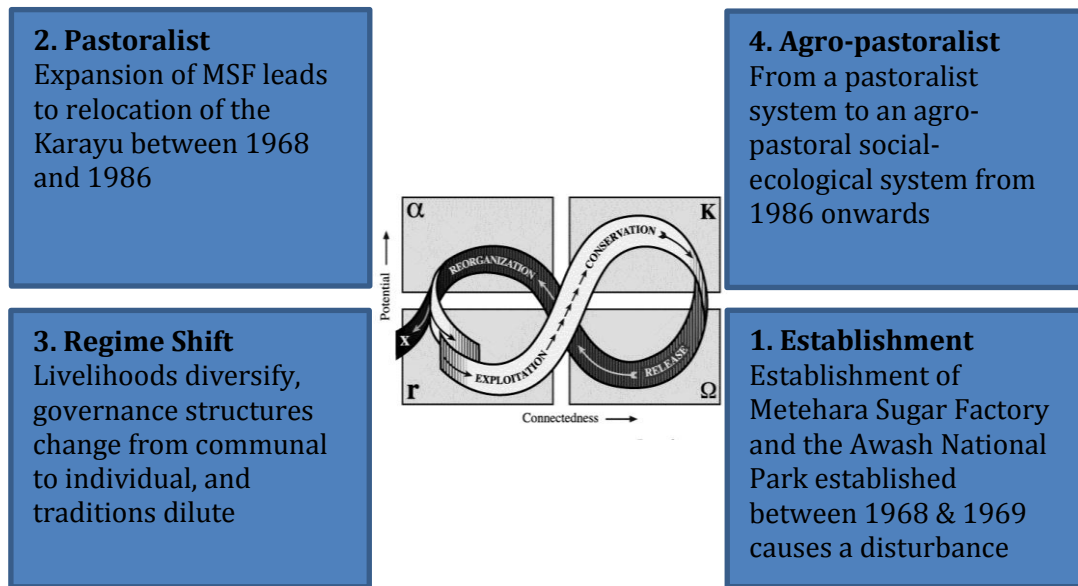 2. Pastoralist
Expansion of MSF leads
to relocation of the
Karayu between 1968
and 1986
4. Agro-pastoralist
From a pastoralist
system to an agro-
pastoral social-
ecological system from
1986 onwards
α
K
REORGANIZATION
CONSERVATION
Potential
x
EXPLOITATION
RELEASE
r
Ω
Connectedness
3. Regime Shift
Livelihoods diversify,
governance structures
change from communal
to individual, and
traditions dilute
1. Establishment
Establishment of
Metehara Sugar Factory
and the Awash National
Park established
between 1968 & 1969
causes a disturbance